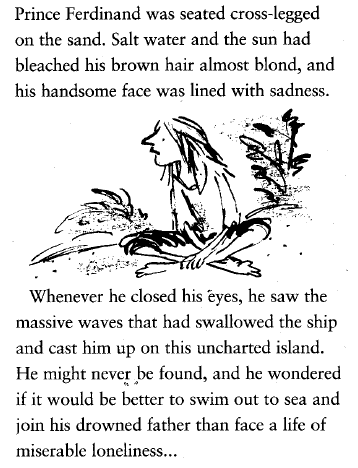 Prince Ferdinand was seated cross-legged
on the sand. Salt water and the sun had
bleached his brown hair almost blond, and
his handsome face was lined with sadness.
Whenever he closed his eyes, he saw the
massive waves that had swallowed the ship
and cast him up on this uncharted island.
He might never be found, and he wondered
if it would be better to swim out to sea and
join his drowned father than face a life of
miserable loneliness...